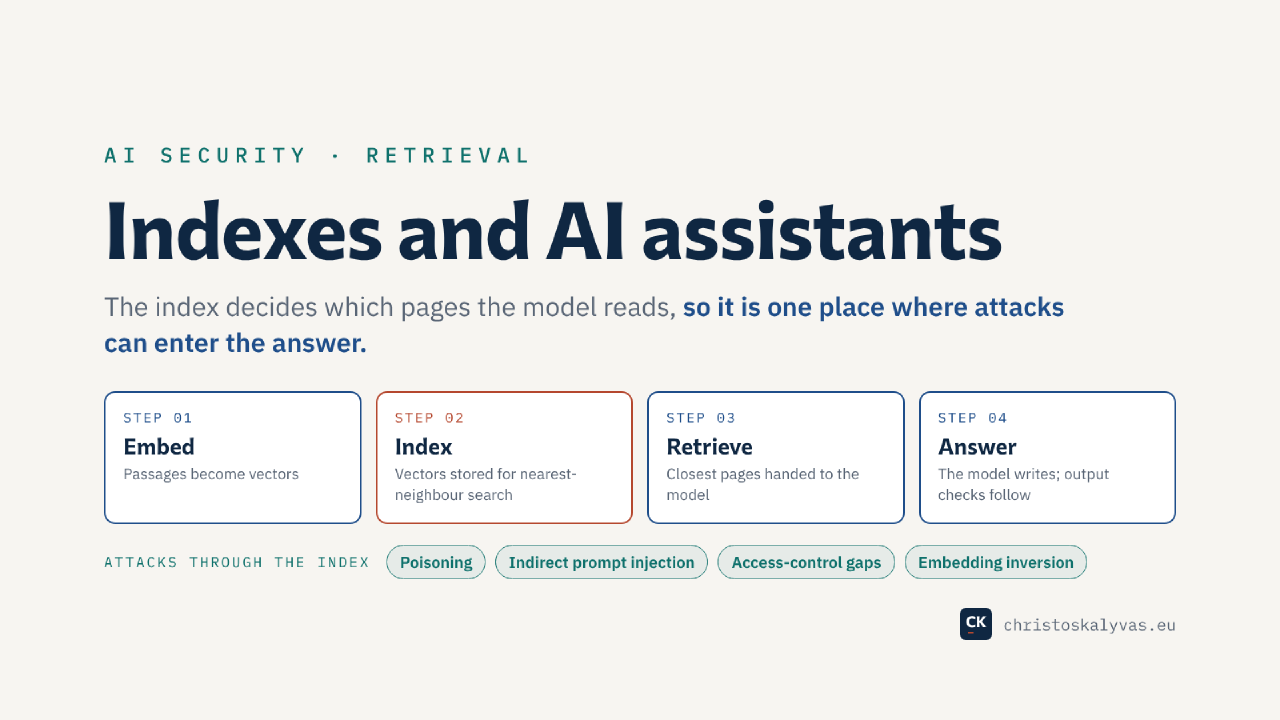 AI SECURITY · RETRIEVAL
Indexes and AI assistants
The index decides which pages the model reads, so it is one place where attacks
can enter the answer.
STEP 01
Embed
Passages become vectors
STEP 02
Index
Vectors stored for nearest-
neighbour search
STEP 03
Retrieve
Closest pages handed to the
model
STEP 04
Answer
The model writes; output
checks follow
ATTACKS THROUGH THE INDEX
Poisoning
Indirect prompt injection
Access-control gaps
Embedding inversion
CK
christoskalyvas.eu